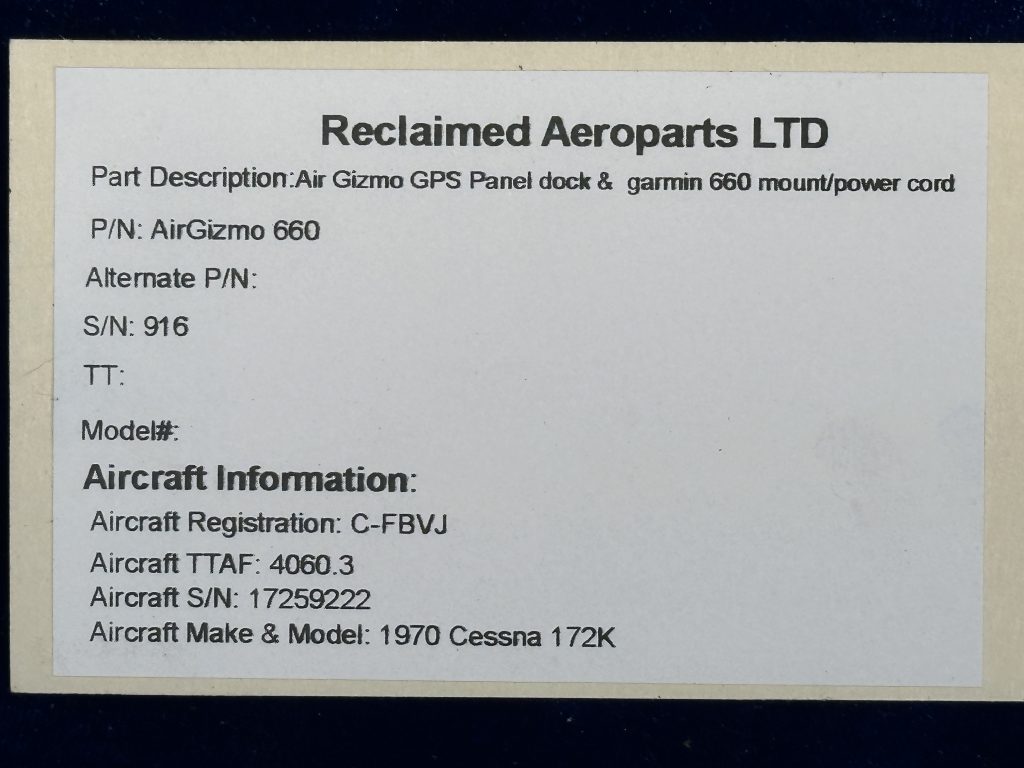 Reclaimed Aeroparts LTD
Part Description:Air Gizmo GPS Panel dock & garmin 660 mount/power cord
P/N: AirGizmo 660
Alternate P/N:
S/N: 916
TT:
Model#:
Aircraft Information:
Aircraft Registration: C-FBVJ
Aircraft TTAF: 4060.3
Aircraft S/N: 17259222
Aircraft Make & Model: 1970 Cessna 172K